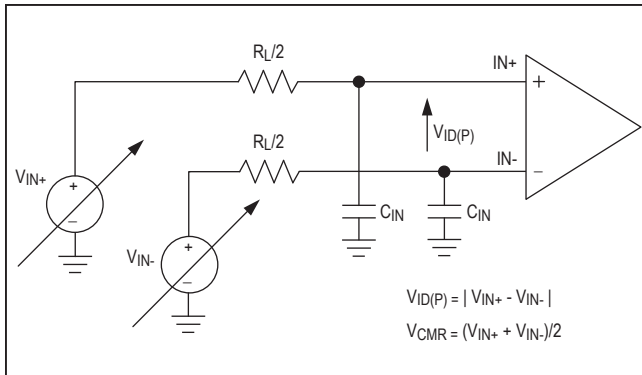 RL/2
IN+
+
VID(P)
RL/2
IN-
−
VIN+
+
−
CIN
CIN
VIN-
+
−
VID(P) = | VIN+ - VIN- |
VCMR = (VIN+ + VIN-)/2